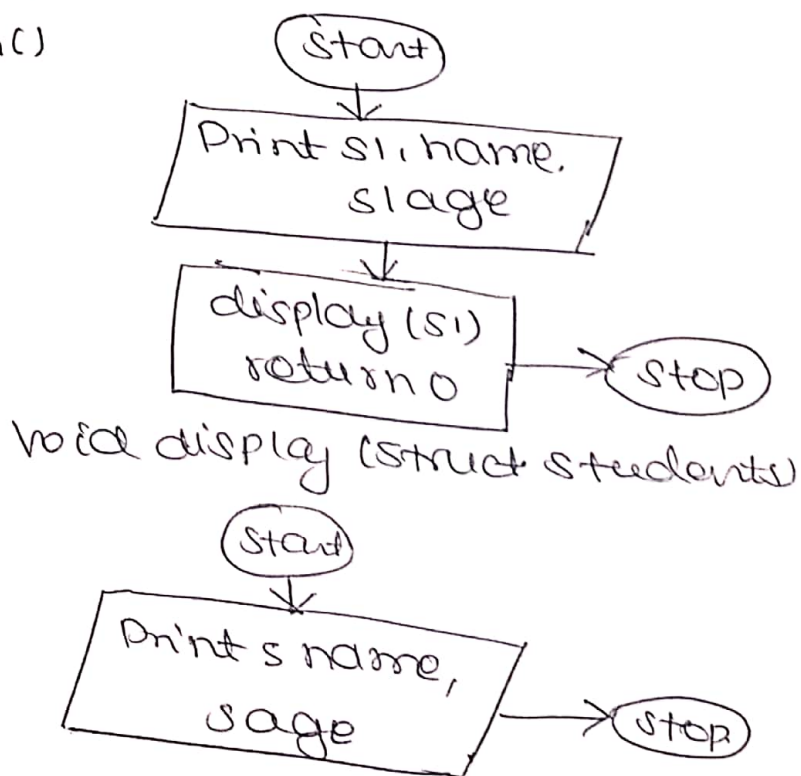 n()
Start
Print s1, name.
s1age
display (s1)
return 0
Stop
void display (struct students)
Start
Print s name,
sage
Stop